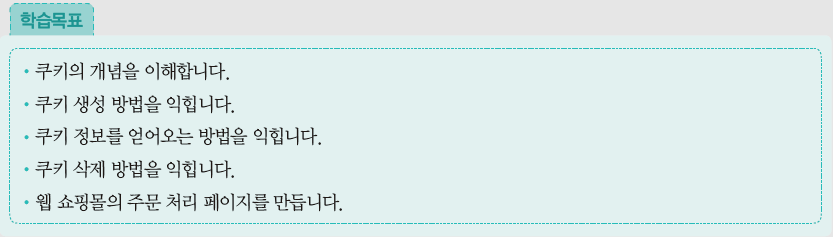 학습목표
• 쿠키의 개념을 이해합니다.
• 쿠키 생성 방법을 익힙니다.
• 쿠키 정보를 얻어오는 방법을 익힙니다.
• 쿠키 삭제 방법을 익힙니다.
• 웹 쇼핑몰의 주문 처리 페이지를 만듭니다.